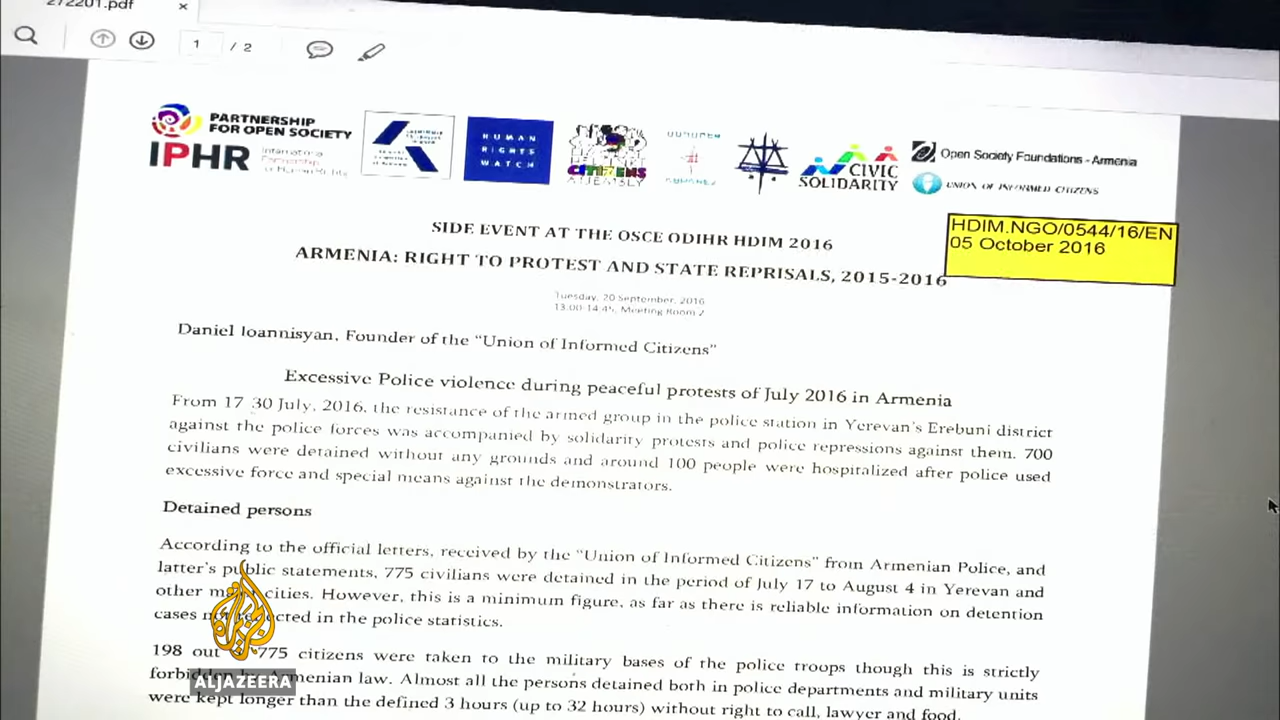 272201.pdf
1 / 2
PARTNERSHIP
FOR OPEN SOCIETY
IPHR
International
Partnership
for Human Rights
HUMAN
RIGHTS
WATCH
CITIZENS
ASSEMBLY
CIVIC
SOLIDARITY
Open Society Foundations - Armenia
UNION OF INFORMED CITIZENS
HDIM.NGO/0544/16/EN
05 October 2016
SIDE EVENT AT THE OSCE ODIHR HDIM 2016
ARMENIA: RIGHT TO PROTEST AND STATE REPRISALS, 2015-2016
Tuesday, 20 September, 2016
13.00-14.45, Meeting Room 2
Daniel Ioannisyan, Founder of the “Union of Informed Citizens”
Excessive Police violence during peaceful protests of July 2016 in Armenia
From 17 30 July, 2016, the resistance of the armed group in the police station in Yerevan's Erebuni district
against the police forces was accompanied by solidarity protests and police repressions against them. 700
civilians were detained without any grounds and around 100 people were hospitalized after police used
excessive force and special means against the demonstrators.
Detained persons
According to the official letters, received by the “Union of Informed Citizens” from Armenian Police, and
latter's public statements, 775 civilians were detained in the period of July 17 to August 4 in Yerevan and
other cities. However, this is a minimum figure, as far as there is reliable information on detention
cases in the police statistics.
198 out 775 citizens were taken to the military bases of the police troops though this is strictly
law. Almost all the persons detained both in police departments and military units
were kept longer than the defined 3 hours (up to 32 hours) without right to call, lawyer and food.
الجزيرة
ALJAZEERA